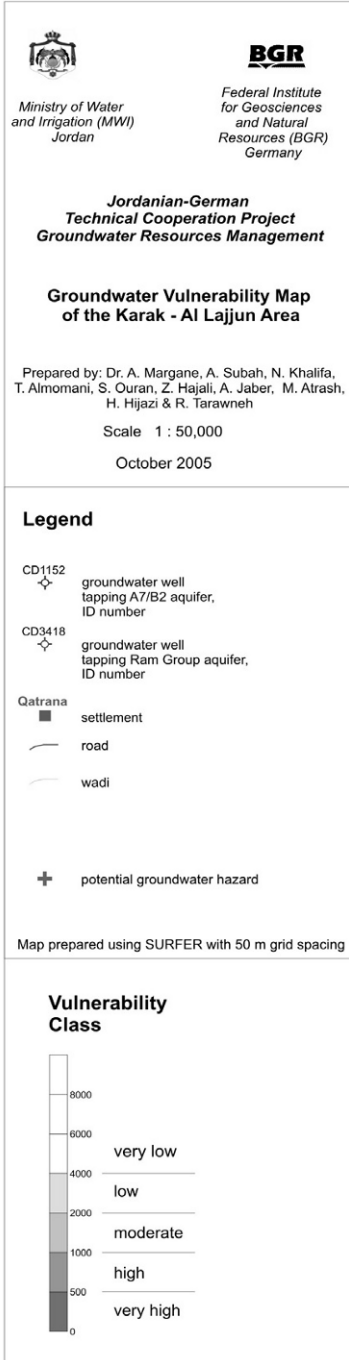 Ministry of Water
and Irrigation (MWI)
Jordan
BGR
Federal Institute
for Geosciences
and Natural
Resources (BGR)
Germany
Jordanian-German
Technical Cooperation Project
Groundwater Resources Management
Groundwater Vulnerability Map
of the Karak - Al Lajjun Area
Prepared by: Dr. A. Margane, A. Subah, N. Khalifa,
T. Almomani, S. Ouran, Z. Hajali, A. Jaber, M. Atrash,
H. Hijazi & R. Tarawneh
Scale 1 : 50,000
October 2005
Legend
CD1152
groundwater well
tapping A7/B2 aquifer,
ID number
CD3418
groundwater well
tapping Ram Group aquifer,
ID number
Qatrana
settlement
road
wadi
potential groundwater hazard
Map prepared using SURFER with 50 m grid spacing
Vulnerability
Class
8000
6000
very low
4000
low
2000
moderate
1000
high
500
very high
0